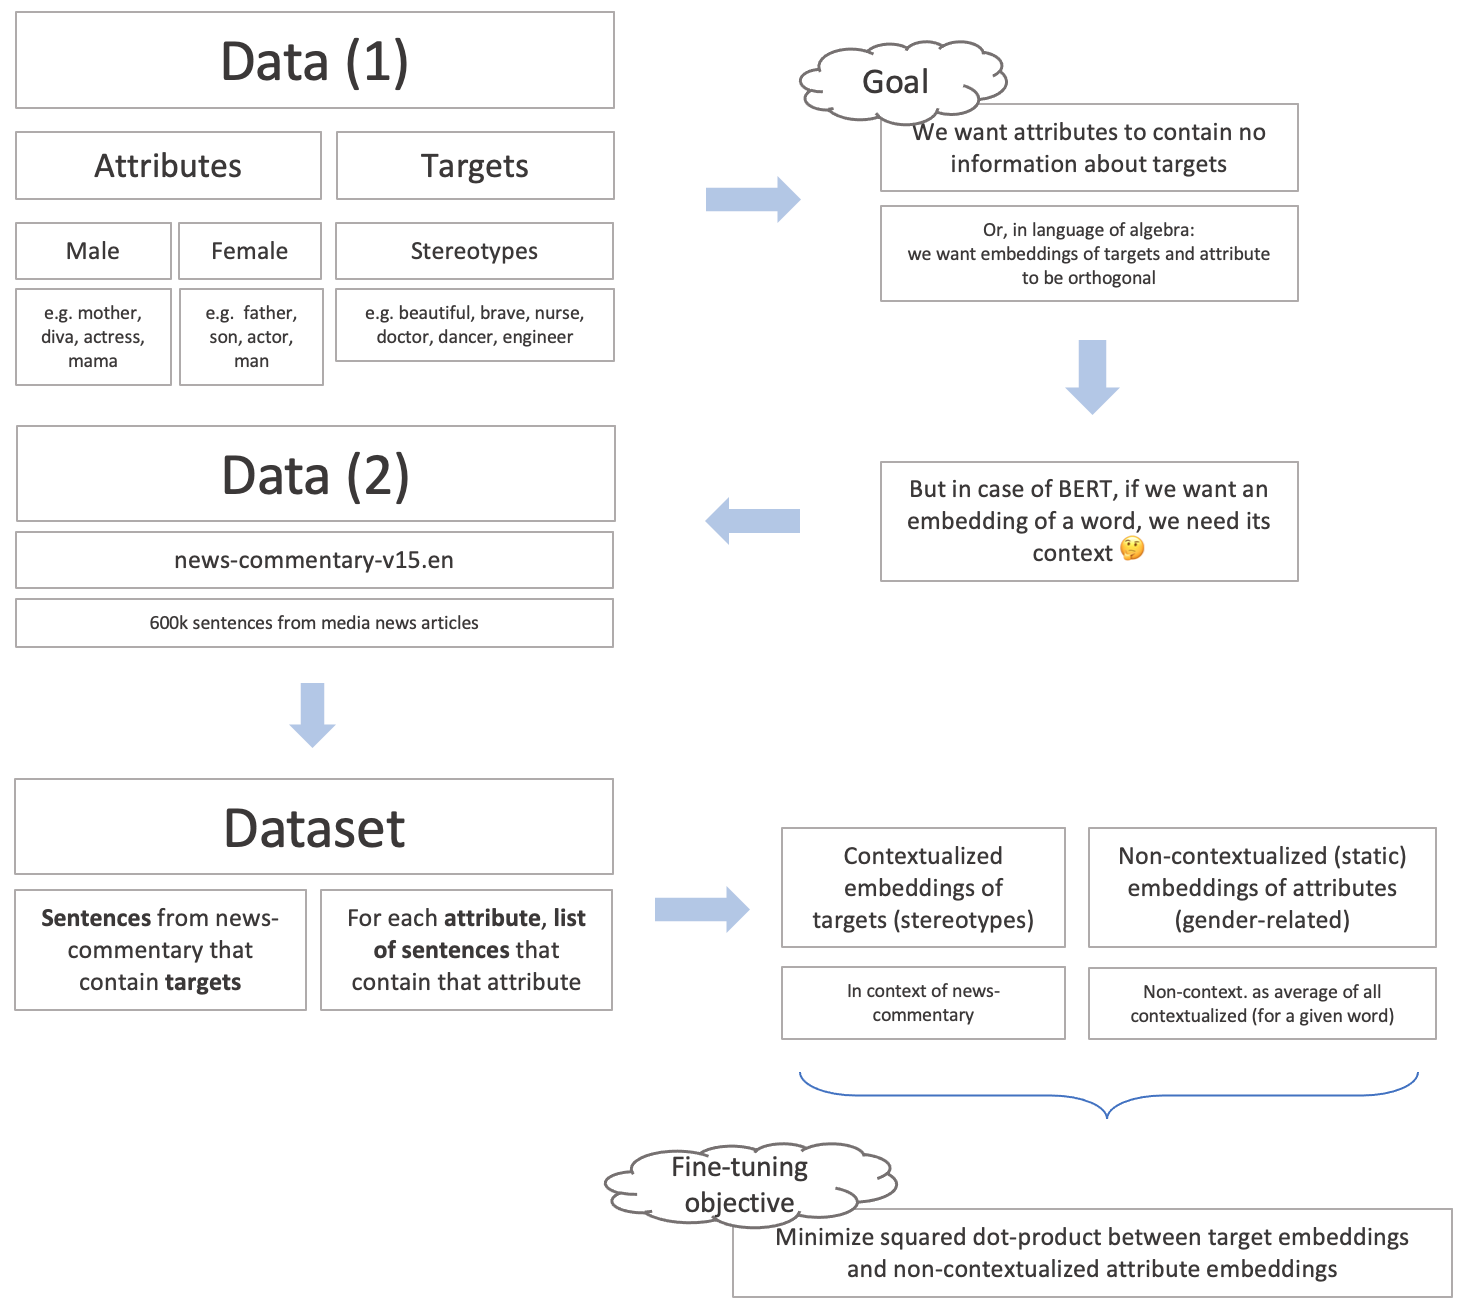 Data (1)
Attributes
Targets
Male
Female
Stereotypes
e.g. mother,
diva, actress,
mama
e.g. father,
son, actor,
man
e.g. beautiful, brave, nurse,
doctor, dancer, engineer
Goal
We want attributes to contain no
information about targets
Or, in language of algebra:
we want embeddings of targets and attribute
to be orthogonal
But in case of BERT, if we want an
embedding of a word, we need its
context 🤔
Data (2)
news-commentary-v15.en
600k sentences from media news articles
Dataset
Sentences from news-
commentary that
contain targets
For each attribute, list
of sentences that
contain that attribute
Contextualized
embeddings of
targets (stereotypes)
In context of news-
commentary
Non-contextualized (static)
embeddings of attributes
(gender-related)
Non-context. as average of all
contextualized (for a given word)
Fine-tuning
objective
Minimize squared dot-product between target embeddings
and non-contextualized attribute embeddings